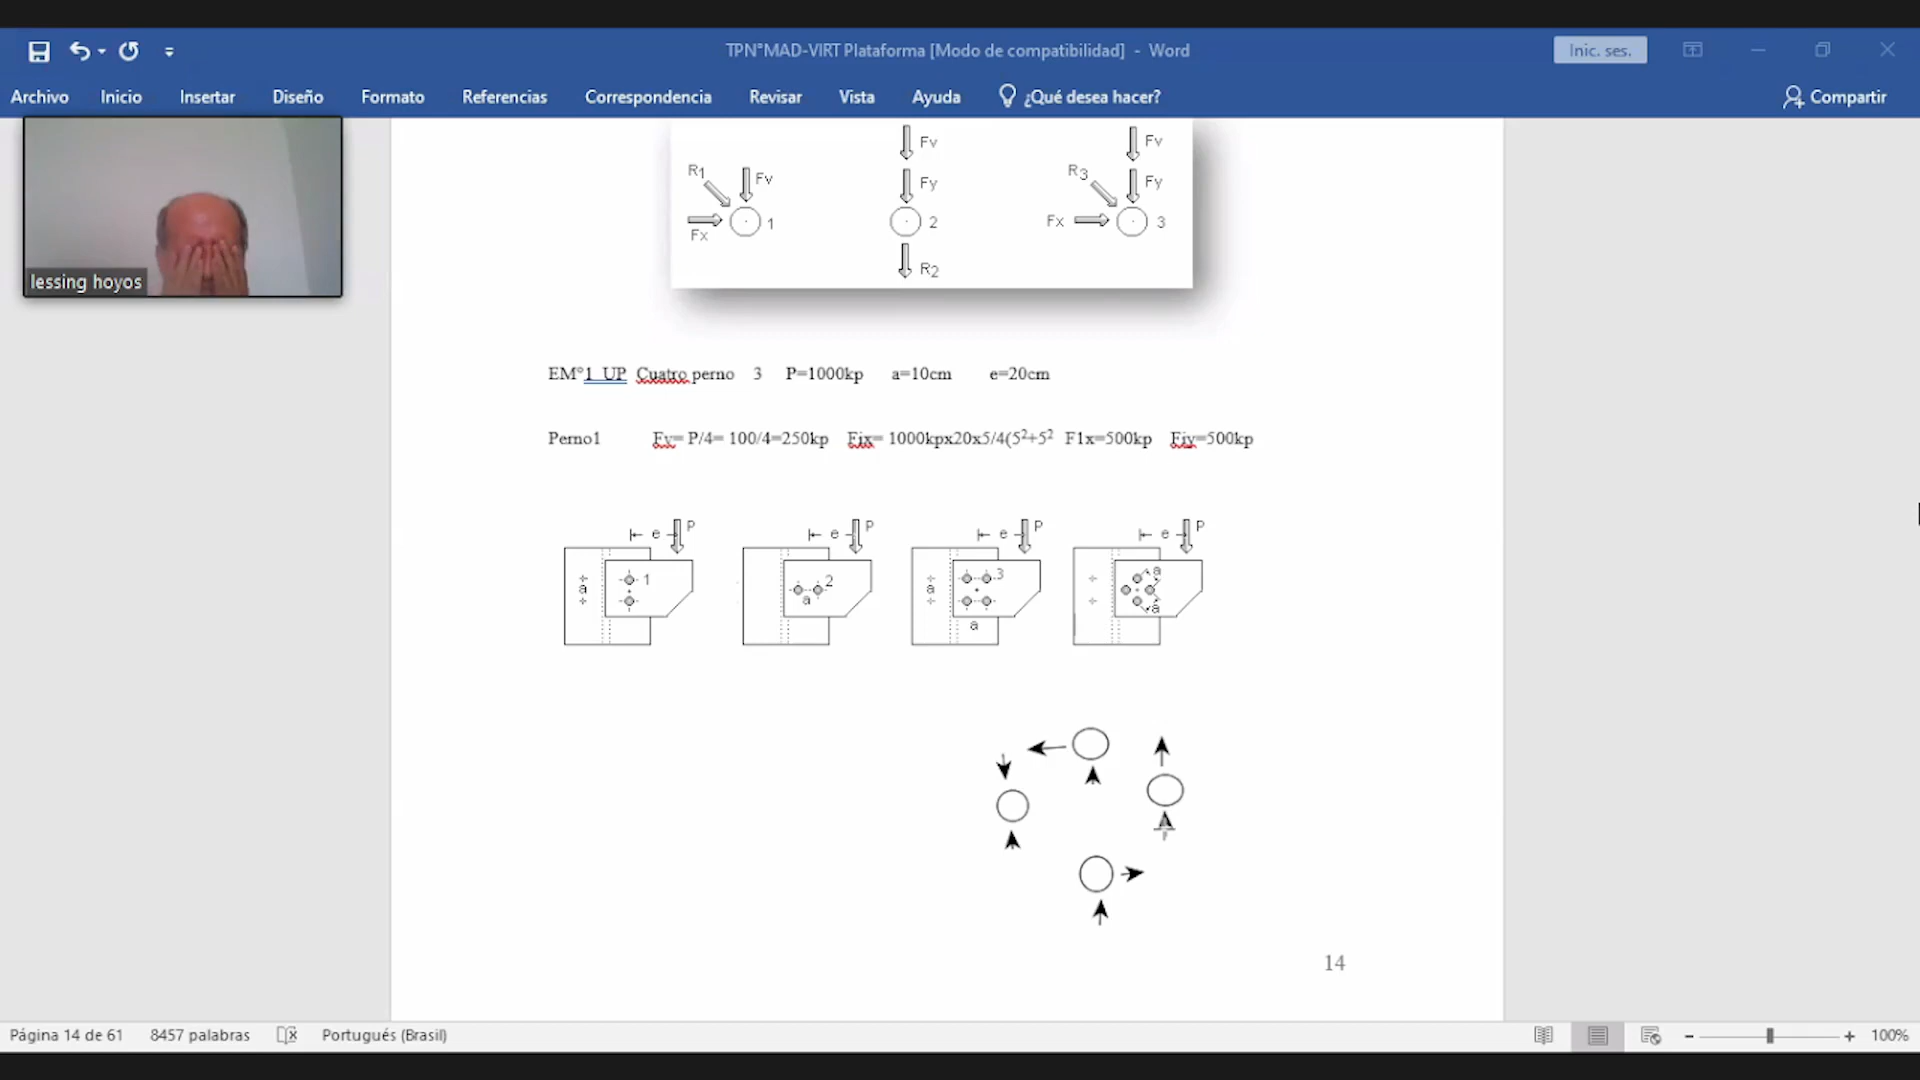 TPN°MAD-VIRT Plataforma [Modo de compatibilidad] - Word
Inic. ses.
Archivo Inicio Insertar Diseño Formato Referencias Correspondencia Revisar Vista Ayuda ¿Qué desea hacer? Compartir
lessing hoyos
Fv Fv
R1 Fv Fy R3 Fy
Fx 1 2 Fx 3
R2
EM°1 UP Cuatro perno 3 P=1000kp a=10cm e=20cm
Perno1 Fv= P/4= 100/4=250kp Fix= 1000kpx20x5/4(5²+5² F1x=500kp Fiy=500kp
e P e P e P e P
a 1 a 2 a 3 a a
a
14
Página 14 de 61 8457 palabras Portugués (Brasil) 100%